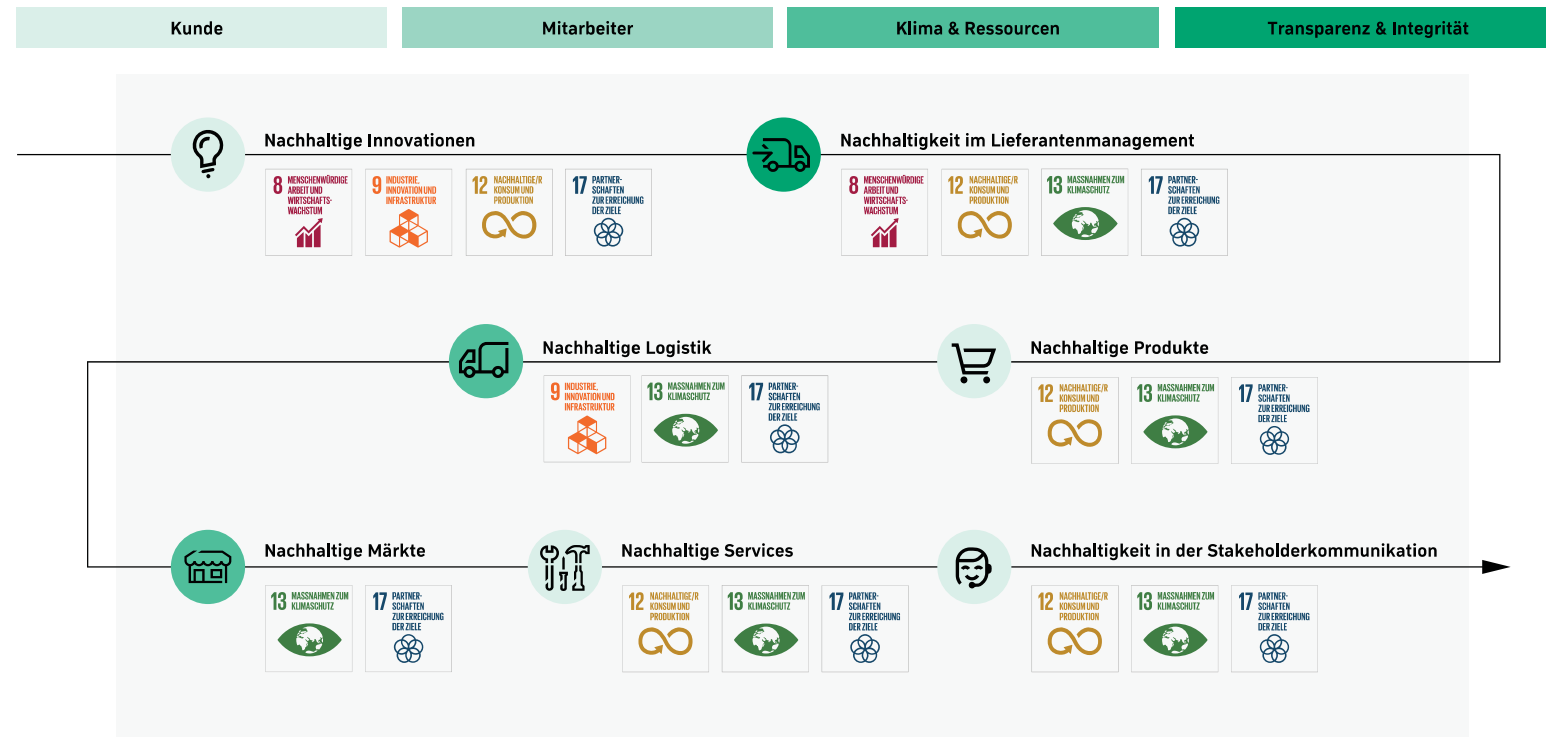 Kunde
Mitarbeiter
Klima & Ressourcen
Transparenz & Integrität
Nachhaltige Innovationen
8 MENSCHENWÜRDIGE
ARBEIT UND
WIRTSCHAFTS-
WACHSTUM
9 INDUSTRIE,
INNOVATION UND
INFRASTRUKTUR
12 NACHHALTIGE/R
KONSUM UND
PRODUKTION
17 PARTNER-
SCHAFTEN
ZUR ERREICHUNG
DER ZIELE
Nachhaltigkeit im Lieferantenmanagement
8 MENSCHENWÜRDIGE
ARBEIT UND
WIRTSCHAFTS-
WACHSTUM
12 NACHHALTIGE/R
KONSUM UND
PRODUKTION
13 MASSNAHMEN ZUM
KLIMASCHUTZ
17 PARTNER-
SCHAFTEN
ZUR ERREICHUNG
DER ZIELE
Nachhaltige Logistik
9 INDUSTRIE,
INNOVATION UND
INFRASTRUKTUR
13 MASSNAHMEN ZUM
KLIMASCHUTZ
17 PARTNER-
SCHAFTEN
ZUR ERREICHUNG
DER ZIELE
Nachhaltige Produkte
12 NACHHALTIGE/R
KONSUM UND
PRODUKTION
13 MASSNAHMEN ZUM
KLIMASCHUTZ
17 PARTNER-
SCHAFTEN
ZUR ERREICHUNG
DER ZIELE
Nachhaltige Märkte
13 MASSNAHMEN ZUM
KLIMASCHUTZ
17 PARTNER-
SCHAFTEN
ZUR ERREICHUNG
DER ZIELE
Nachhaltige Services
12 NACHHALTIGE/R
KONSUM UND
PRODUKTION
13 MASSNAHMEN ZUM
KLIMASCHUTZ
17 PARTNER-
SCHAFTEN
ZUR ERREICHUNG
DER ZIELE
Nachhaltigkeit in der Stakeholderkommunikation
12 NACHHALTIGE/R
KONSUM UND
PRODUKTION
13 MASSNAHMEN ZUM
KLIMASCHUTZ
17 PARTNER-
SCHAFTEN
ZUR ERREICHUNG
DER ZIELE